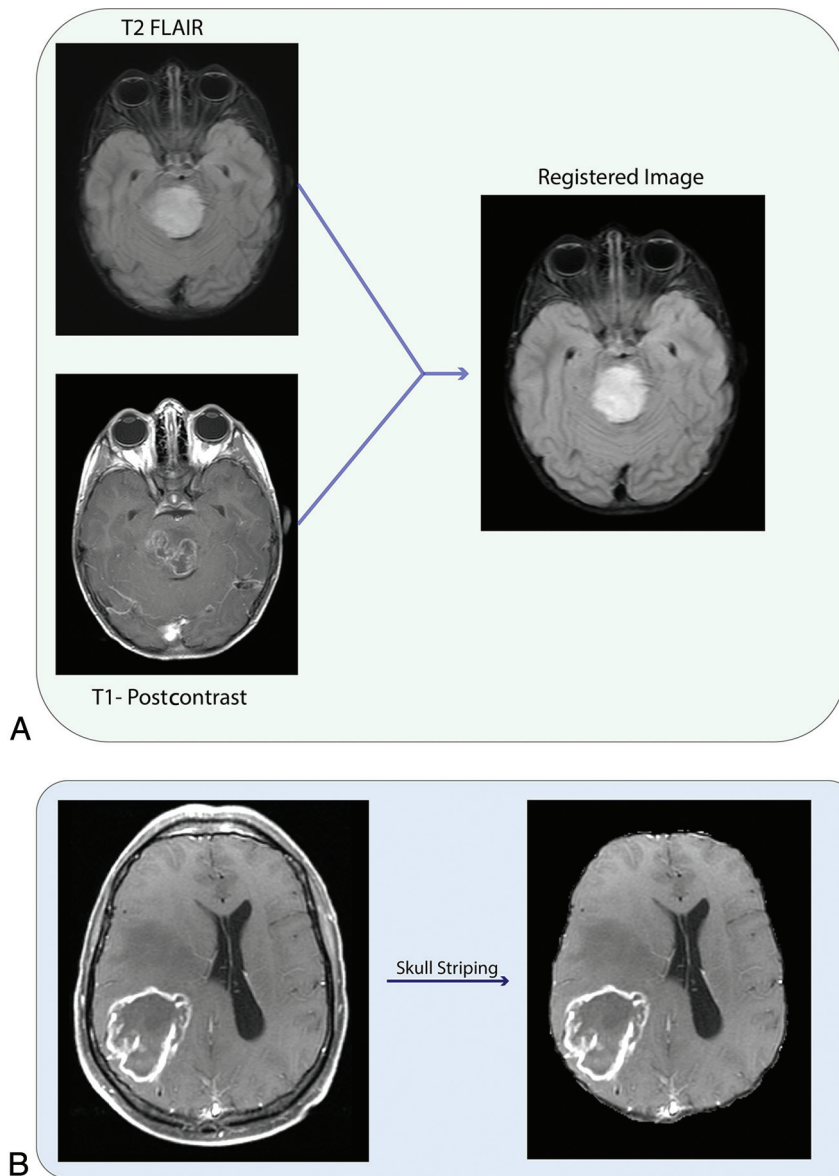 T2 FLAIR
Registered Image
T1- Postcontrast
A
Skull Striping
B